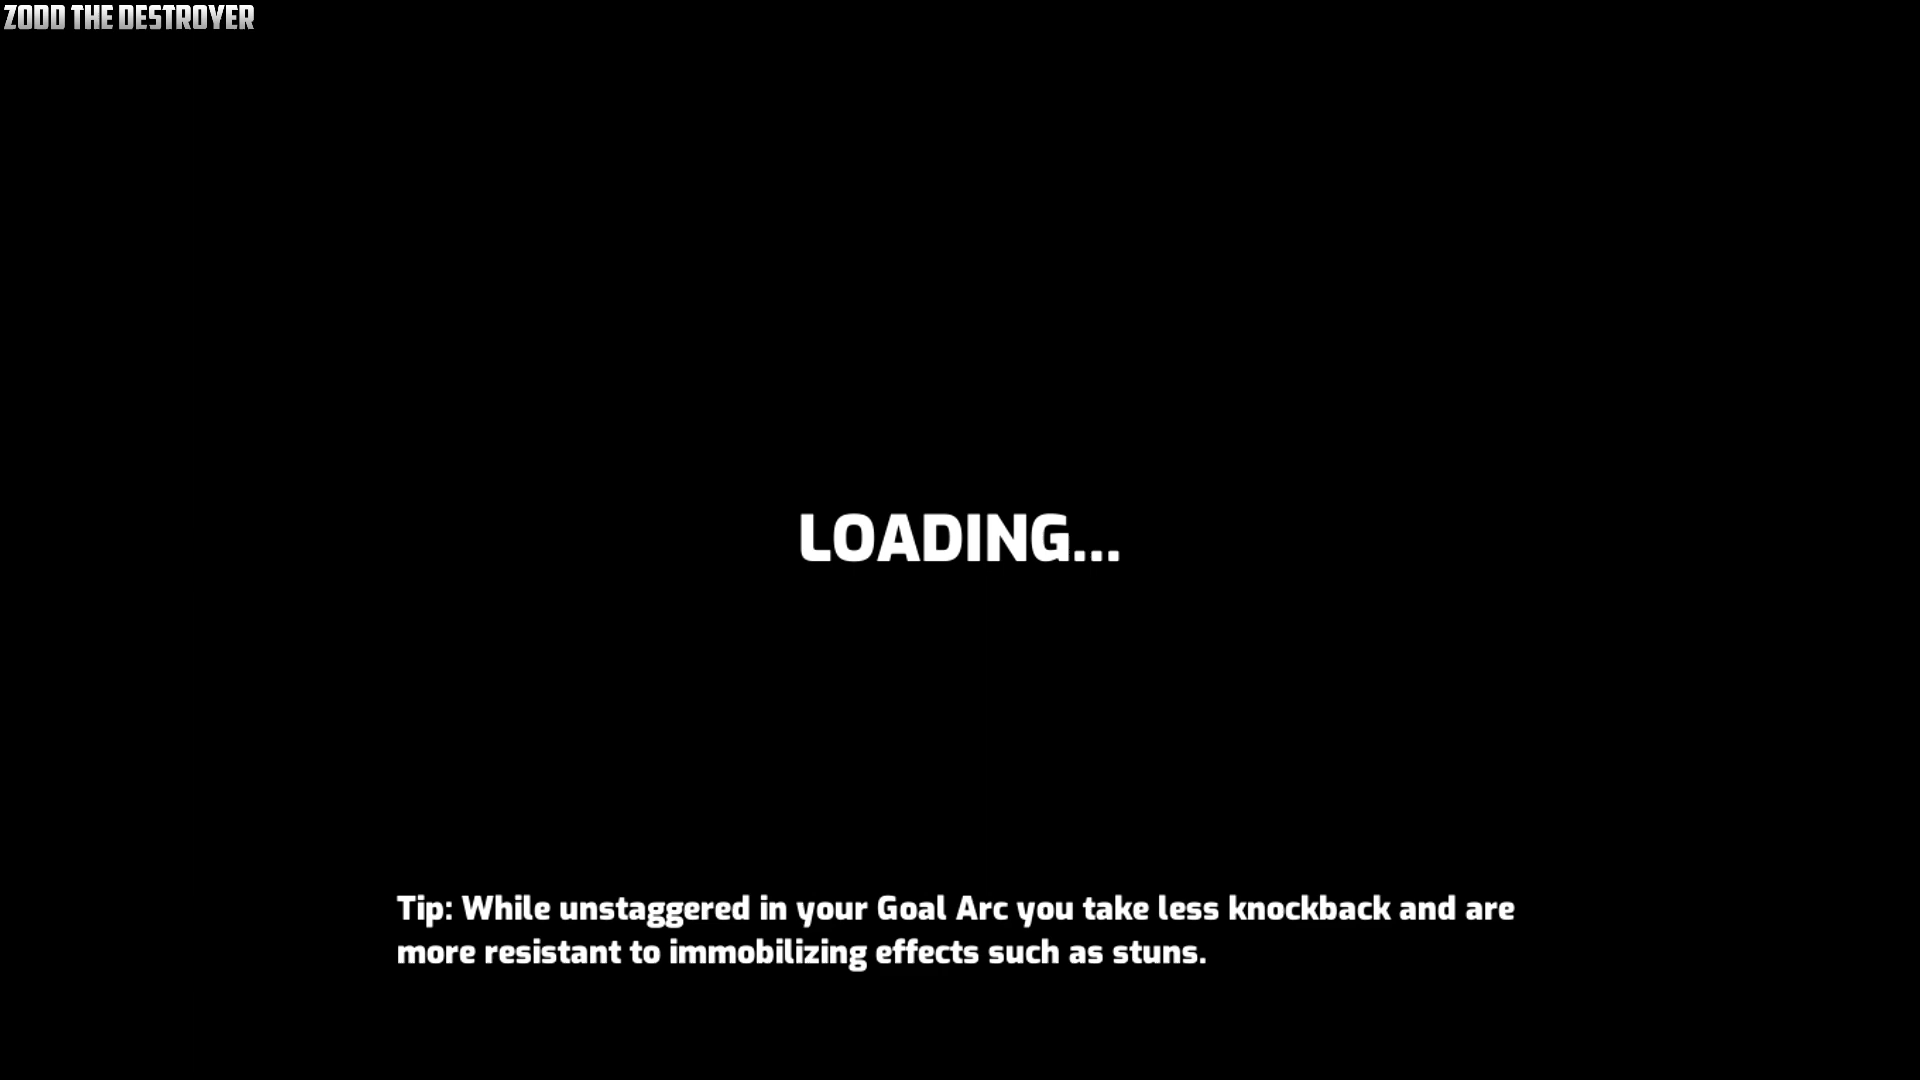 ZODD THE DESTROYER
LOADING...
Tip: While unstaggered in your Goal Arc you take less knockback and are
more resistant to immobilizing effects such as stuns.